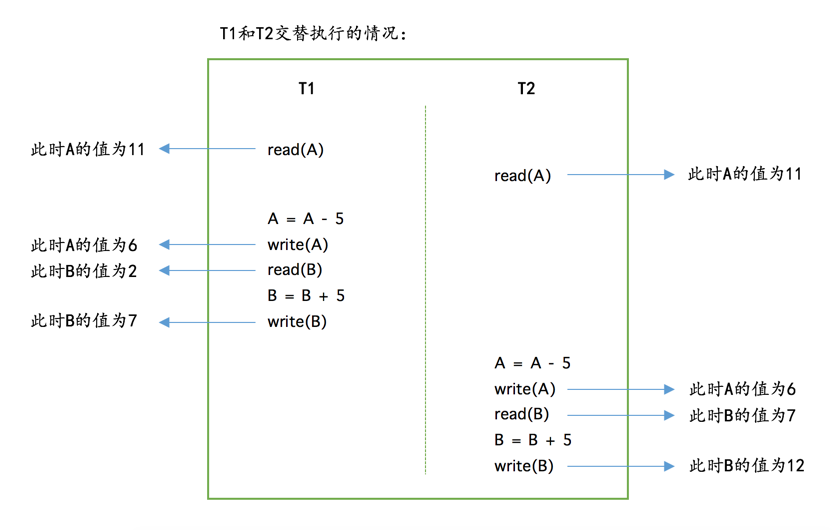 T1和T2交替执行的情况：
T1 T2
此时A的值为11 read(A)
read(A) 此时A的值为11
A = A - 5
此时A的值为6 write(A)
此时B的值为2 read(B)
B = B + 5
此时B的值为7 write(B)
A = A - 5
write(A) 此时A的值为6
read(B) 此时B的值为7
B = B + 5
write(B) 此时B的值为12